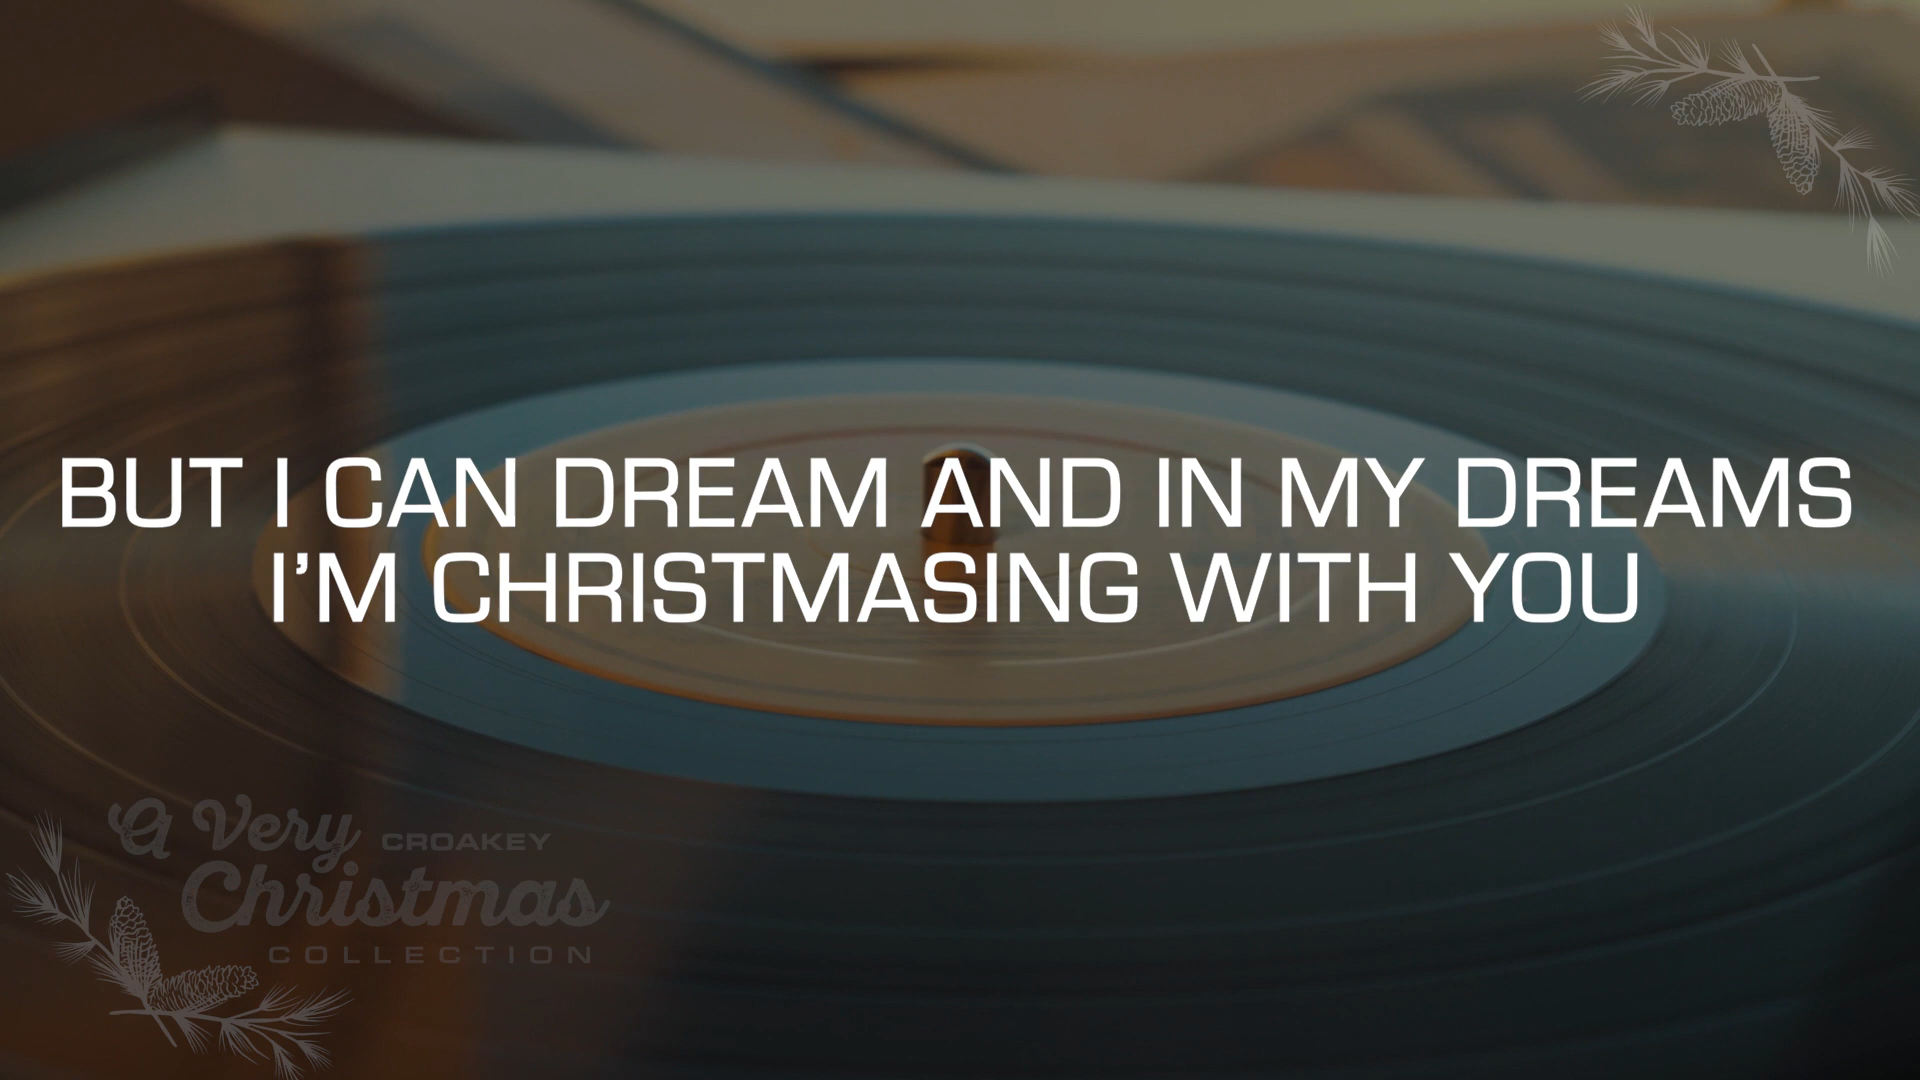 BUT I CAN DREAM AND IN MY DREAMS
I'M CHRISTMASING WITH YOU
A Very CROAKEY
Christmas
COLLECTION